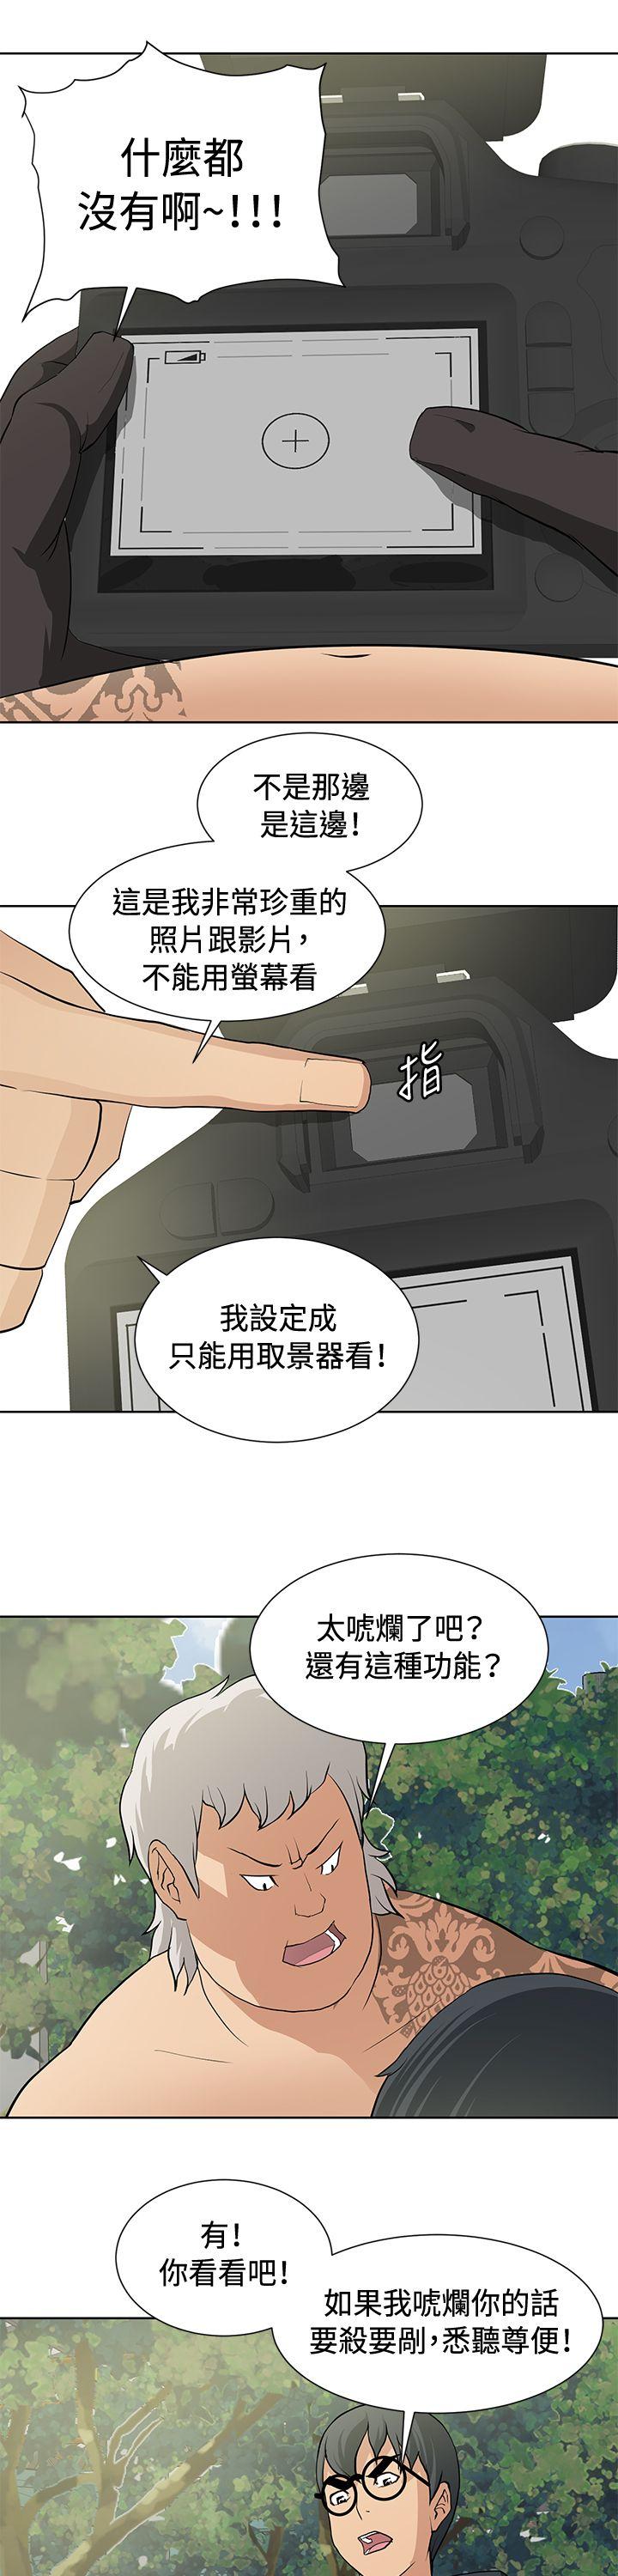 什麼都
沒有啊~!!!
不是那邊
是這邊!
這是我非常珍重的
照片跟影片,
不能用螢幕看
指
我設定成
只能用取景器看!
太唬爛了吧?
還有這種功能?
有!
你看看吧!
如果我唬爛你的話
要殺要剮,悉聽尊便!